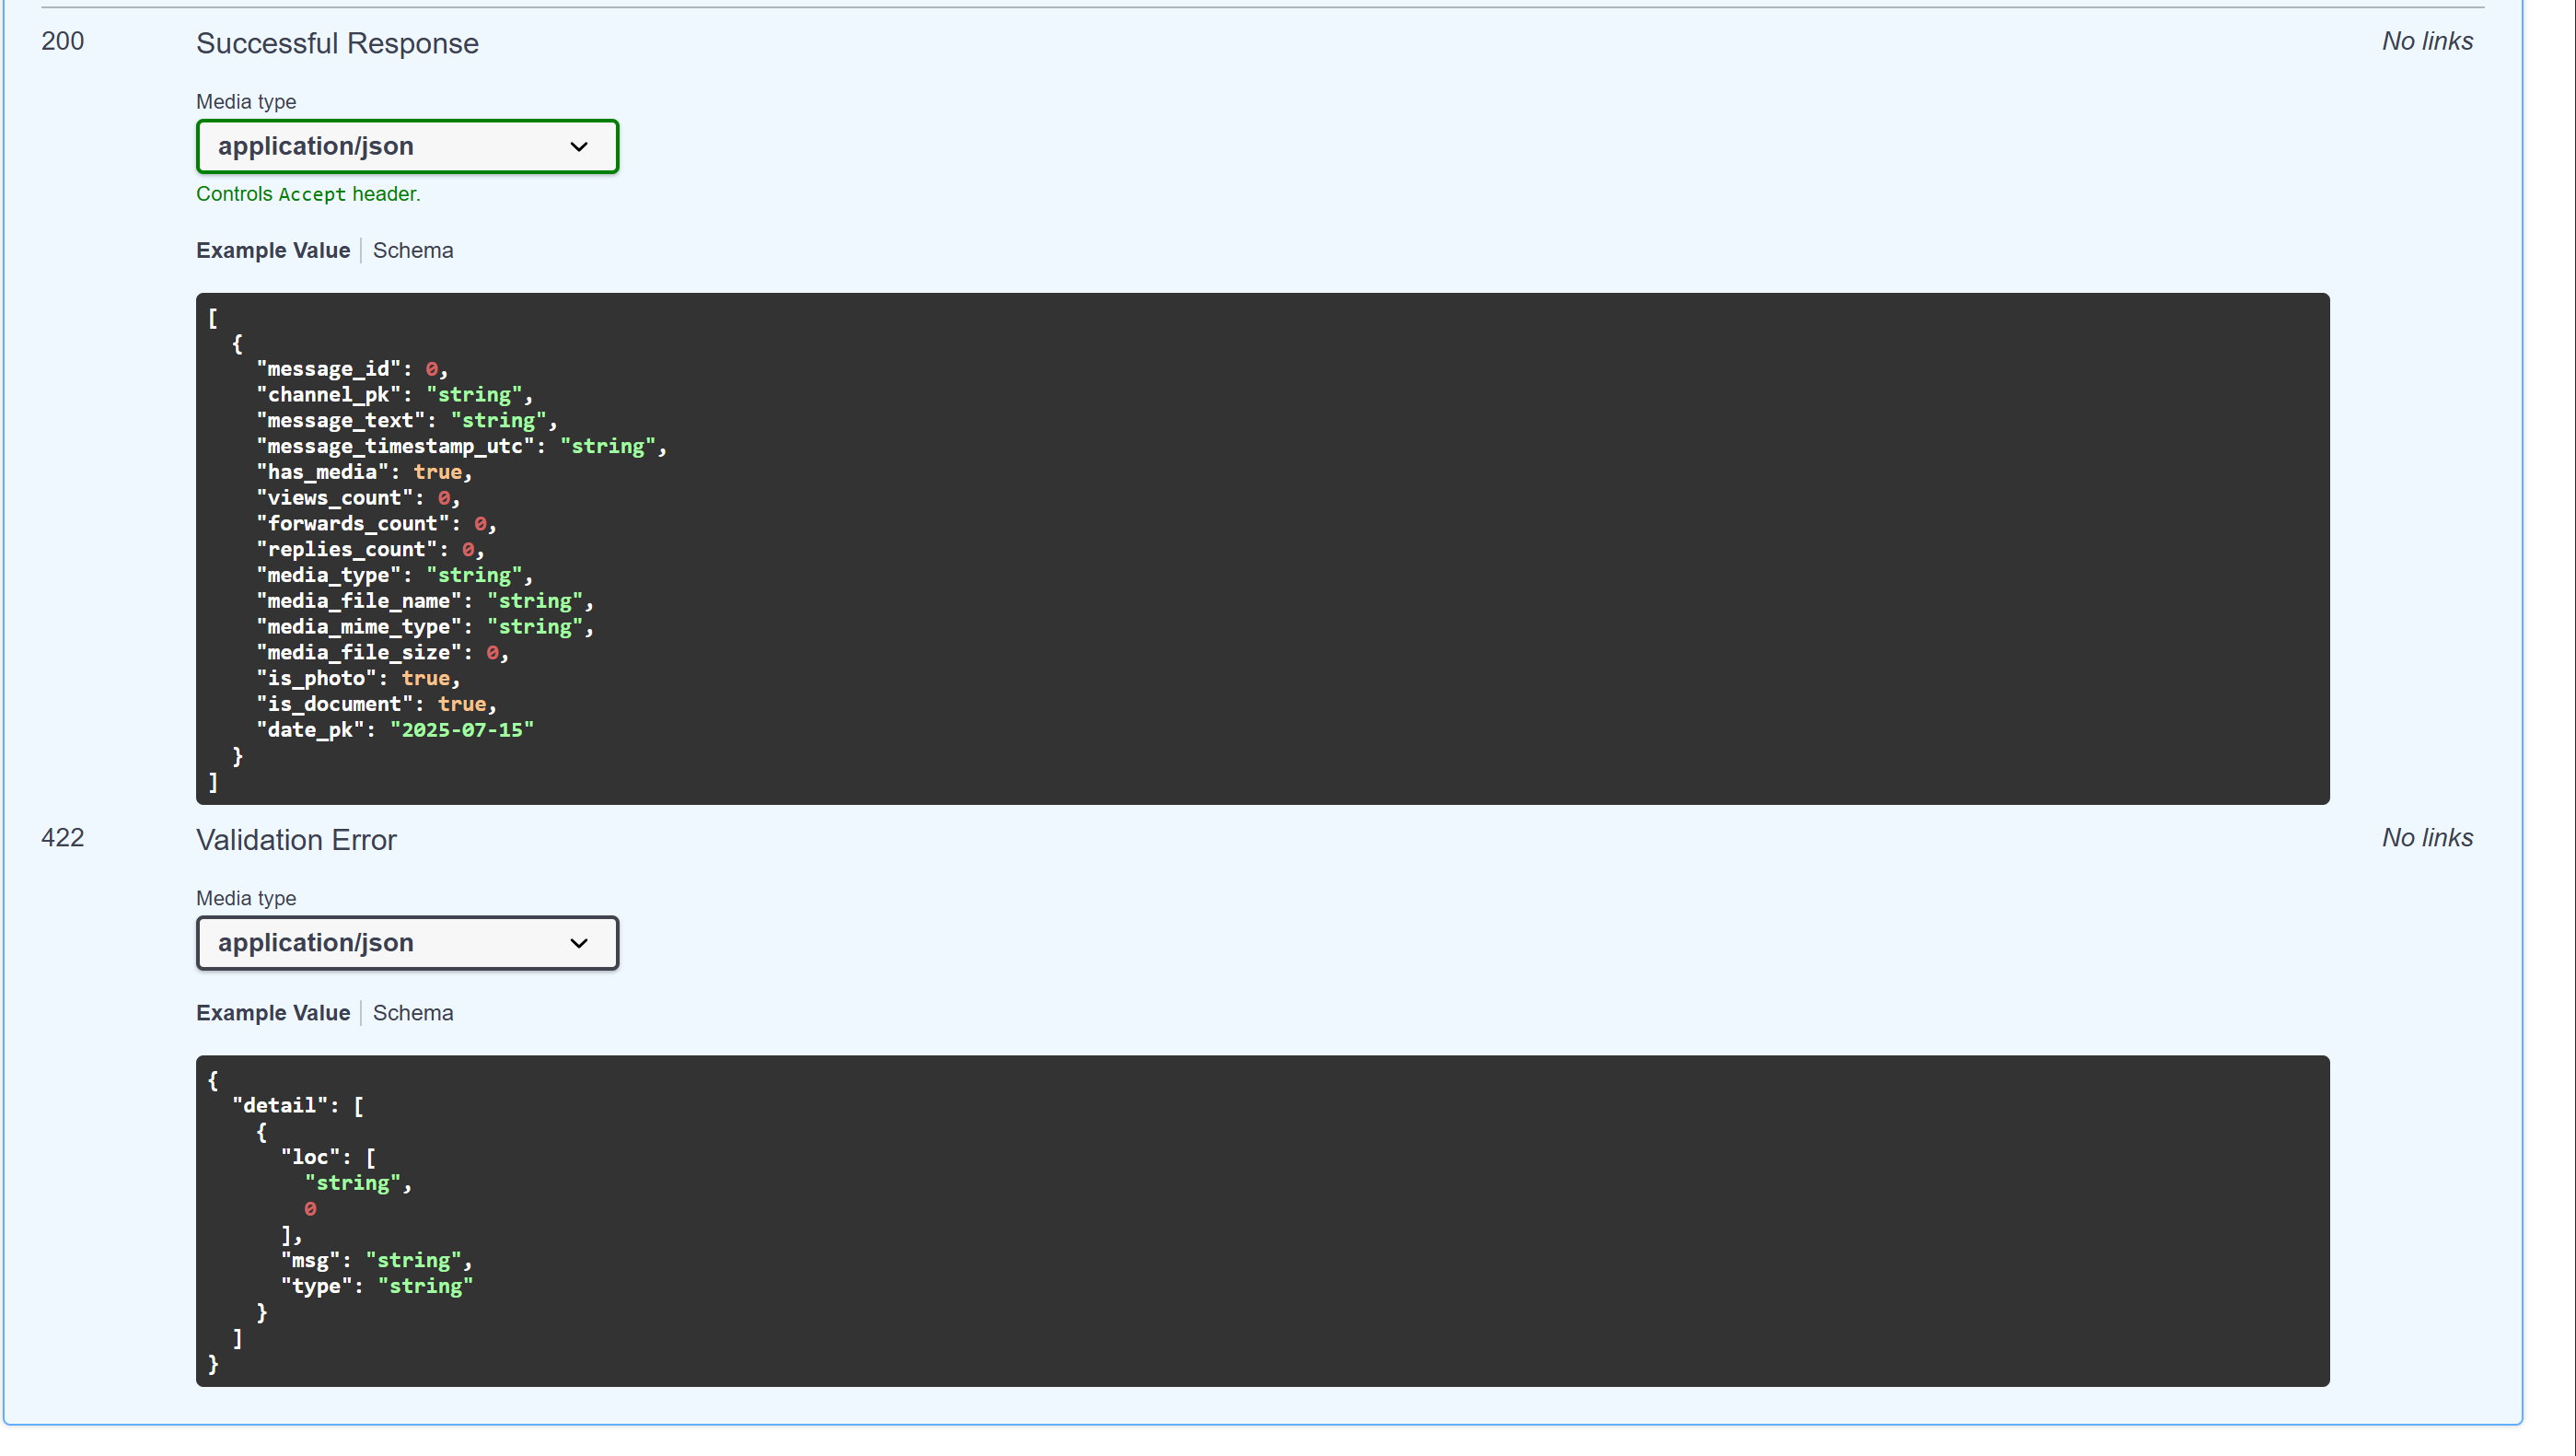 200 Successful Response No links
Media type
application/json
Controls Accept header.
Example Value Schema
[
  {
    "message_id": 0,
    "channel_pk": "string",
    "message_text": "string",
    "message_timestamp_utc": "string",
    "has_media": true,
    "views_count": 0,
    "forwards_count": 0,
    "replies_count": 0,
    "media_type": "string",
    "media_file_name": "string",
    "media_mime_type": "string",
    "media_file_size": 0,
    "is_photo": true,
    "is_document": true,
    "date_pk": "2025-07-15"
  }
]
422 Validation Error No links
Media type
application/json
Example Value Schema
{
  "detail": [
    {
      "loc": [
        "string",
        0
      ],
      "msg": "string",
      "type": "string"
    }
  ]
}